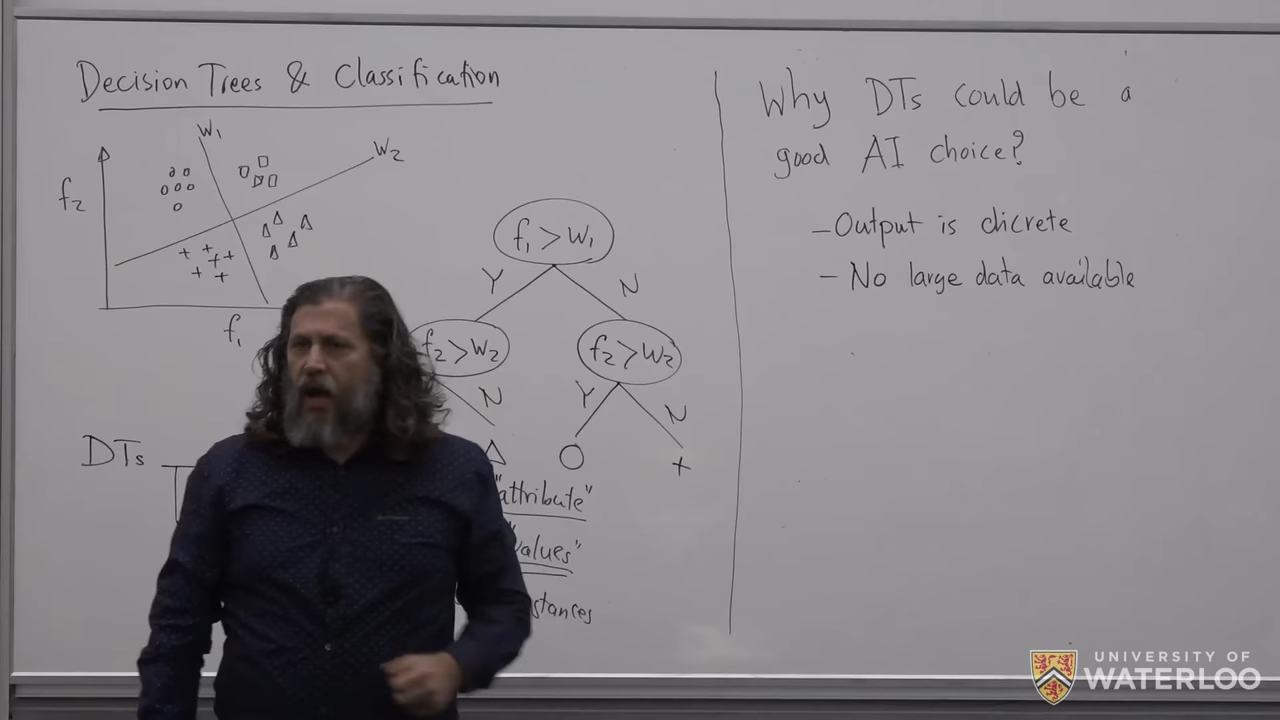 Decision Trees & Classification
W1
W2
f2
f1
f1 > W1
Y
N
f2 > W2
f2 > W2
N
Y
N
DTs
"attribute"
values"
stances
Why DTs could be a
good AI choice?
- Output is dicrete
- No large data available
UNIVERSITY OF
WATERLOO